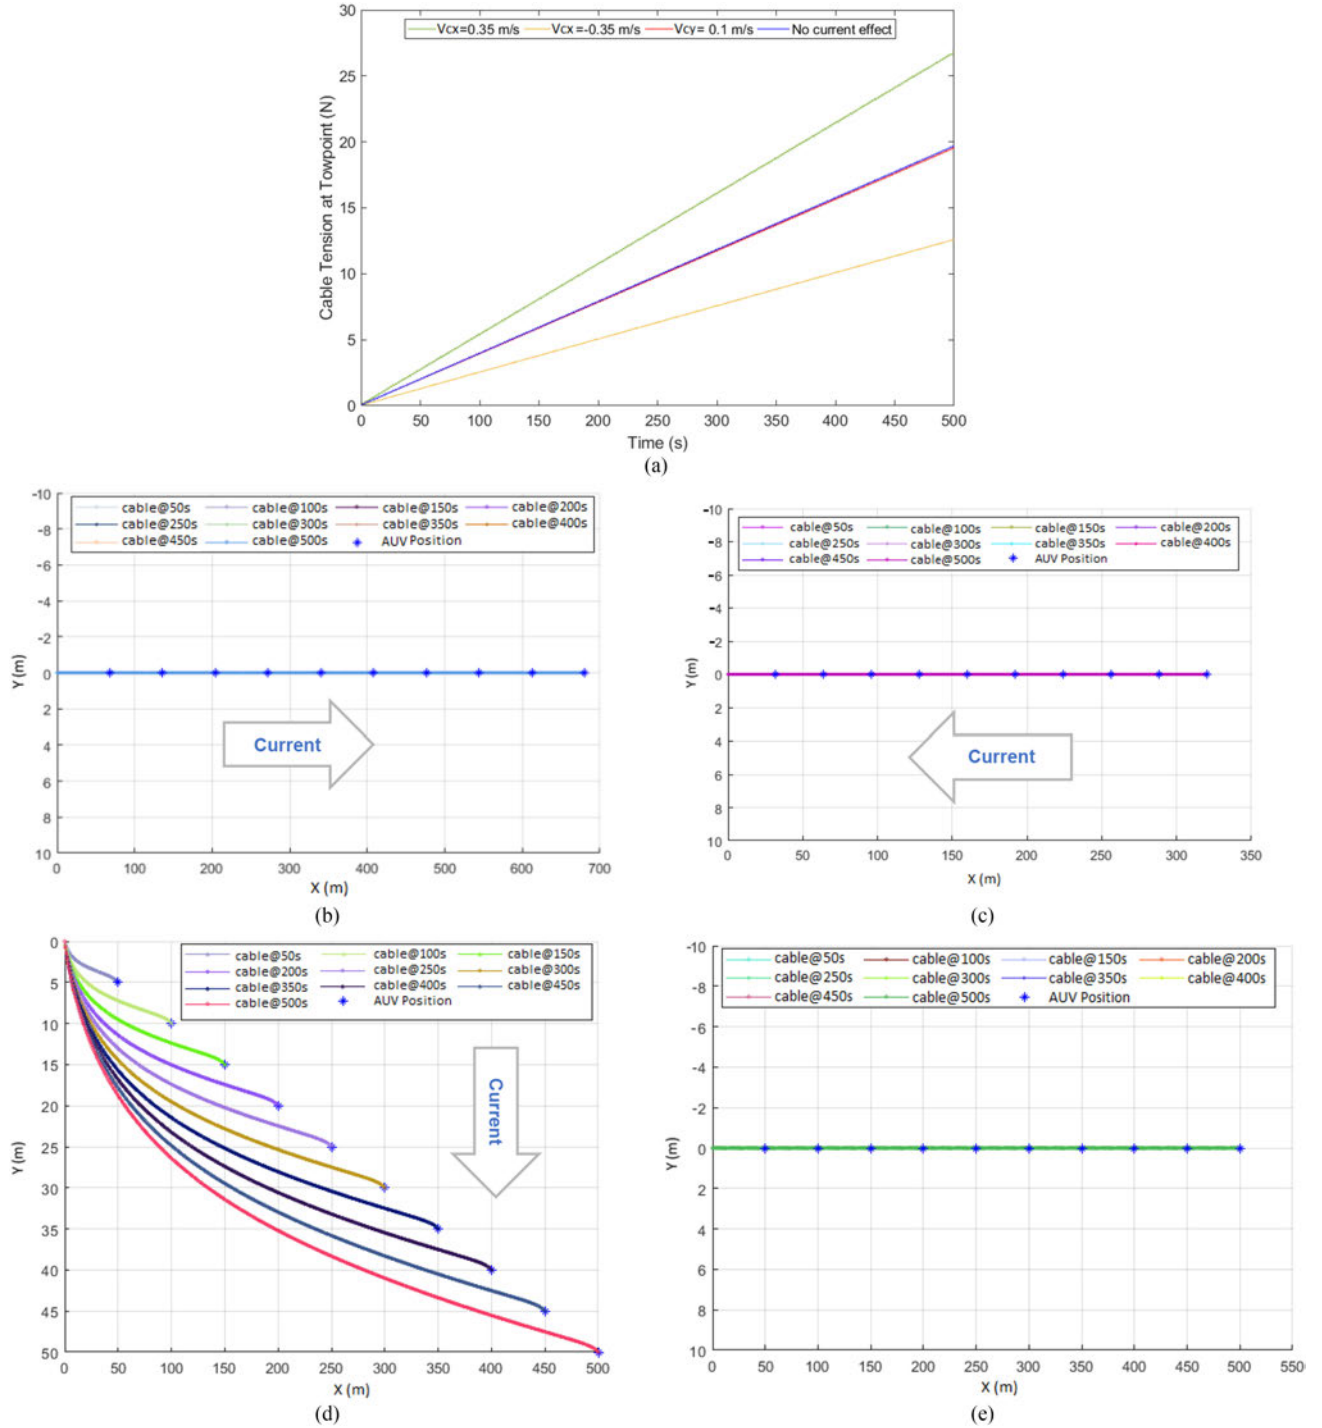 30
VCX=0.35 m/s VCX=-0.35 m/s VCY= 0.1 m/s No current effect
25
20
15
10
5
0
Cable Tension at Towpoint (N)
0 50 100 150 200 250 300 350 400 450 500
Time (s)
(a)
-10
-8
-6
-4
-2
0
2
4
6
8
10
Y (m)
cable@50s cable@100s cable@150s cable@200s
cable@250s cable@300s cable@350s cable@400s
cable@450s cable@500s AUV Position
Current
0 100 200 300 400 500 600 700
X (m)
(b)
-10
-8
-6
-4
-2
0
2
4
6
8
10
Y (m)
cable@50s cable@100s cable@150s cable@200s
cable@250s cable@300s cable@350s cable@400s
cable@450s cable@500s AUV Position
Current
0 50 100 150 200 250 300 350
X (m)
(c)
0
5
10
15
20
25
30
35
40
45
50
Y (m)
cable@50s cable@100s cable@150s
cable@200s cable@250s cable@300s
cable@350s cable@400s cable@450s
cable@500s AUV Position
Current
0 50 100 150 200 250 300 350 400 450 500
X (m)
(d)
-10
-8
-6
-4
-2
0
2
4
6
8
10
Y (m)
cable@50s cable@100s cable@150s cable@200s
cable@250s cable@300s cable@350s cable@400s
cable@450s cable@500s AUV Position
0 50 100 150 200 250 300 350 400 450 500 550
X (m)
(e)